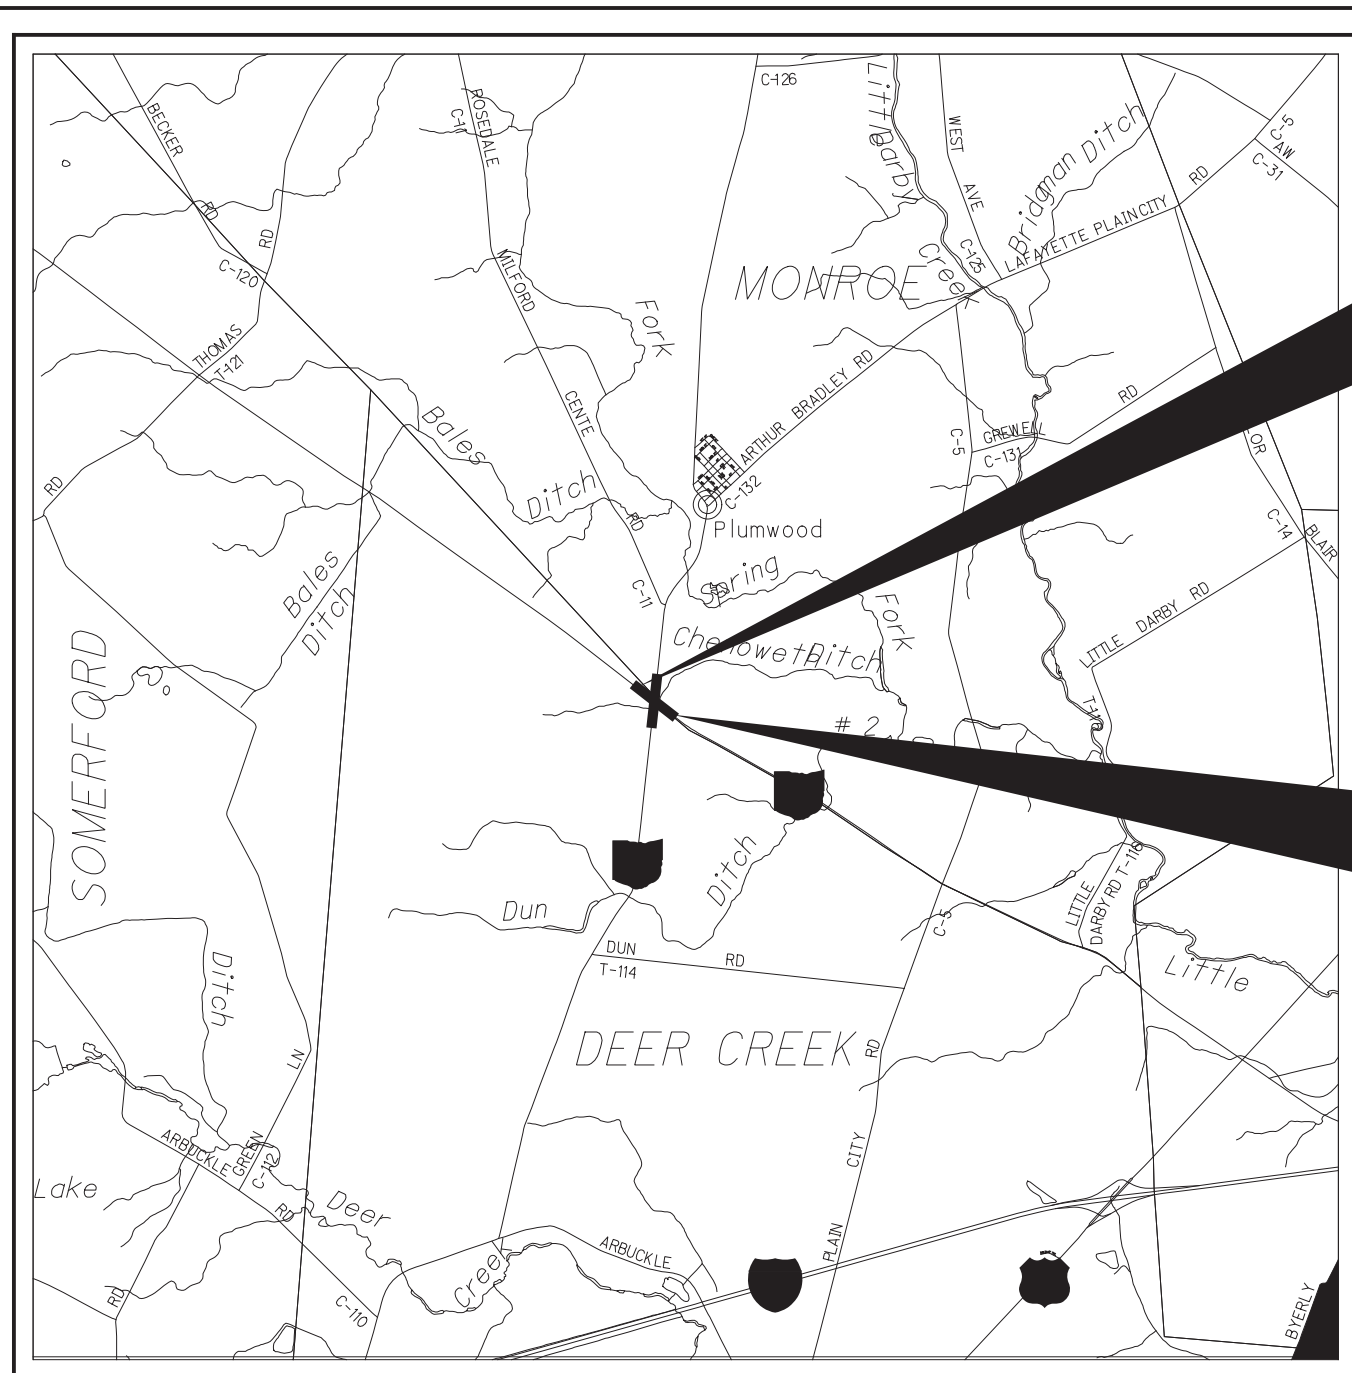 C-126
BECKER
RD
ROSEDALE
C-11
Little
Darby
Creek
WEST
AVE
C-125
Bridgman Ditch
C-5
AW
C-31
RD
LAFAYETTE PLAIN CITY
RD
C-120
MILFORD
MONROE
Fork
THOMAS
T-121
ARTHUR BRADLEY RD
CENTE
RD
GREWELL
C-131
C-5
RD
Bales
Ditch
RD
C-132
Plumwood
C-14
BLAIR
C-11
Spring
Fork
Bales
Ditch
LITTLE DARBY RD
Chenoweth Ditch
SOMERFORD
# 2
Ditch
LITTLE
DARBY RD T-116
Dun
C-5
DUN RD
T-114
Ditch
Little
DEER CREEK
RD
LN
CITY
ARBUCKLE
GREEN
C-112
RD
Lake
Deer
Creek
ARBUCKLE
PLAIN
RD
C-110
BYERLY